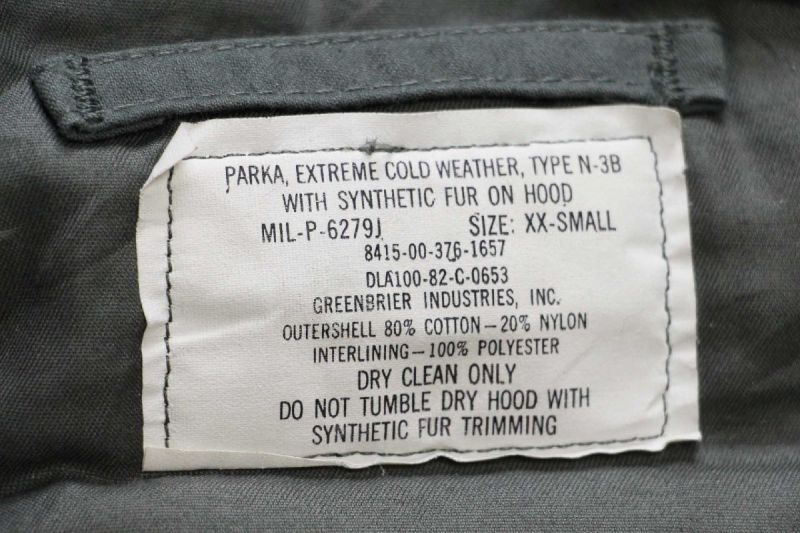 PARKA, EXTREME COLD WEATHER, TYPE N-3B
WITH SYNTHETIC FUR ON HOOD
MIL-P-6279J SIZE: XX-SMALL
8415-00-376-1657
DLA100-82-C-0653
GREENBRIER INDUSTRIES, INC.
OUTERSHELL 80% COTTON—20% NYLON
INTERLINING—100% POLYESTER
DRY CLEAN ONLY
DO NOT TUMBLE DRY HOOD WITH
SYNTHETIC FUR TRIMMING